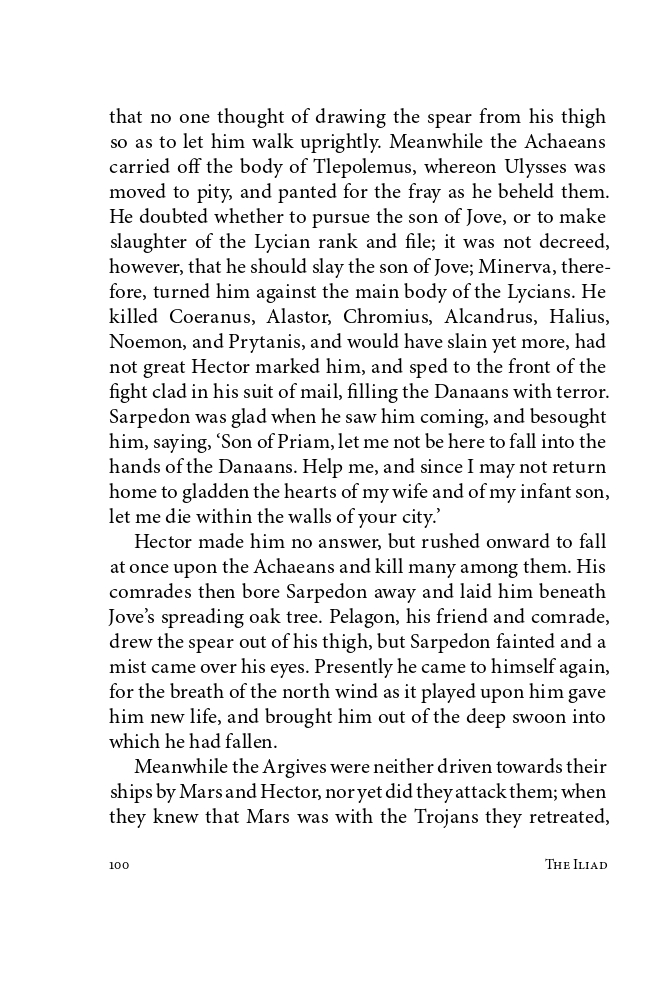 that no one thought of drawing the spear from his thigh
so as to let him walk uprightly. Meanwhile the Achaeans
carried off the body of Tlepolemus, whereon Ulysses was
moved to pity, and panted for the fray as he beheld them.
He doubted whether to pursue the son of Jove, or to make
slaughter of the Lycian rank and file; it was not decreed,
however, that he should slay the son of Jove; Minerva, there-
fore, turned him against the main body of the Lycians. He
killed Coeranus, Alastor, Chromius, Alcandrus, Halius,
Noemon, and Prytanis, and would have slain yet more, had
not great Hector marked him, and sped to the front of the
fight clad in his suit of mail, filling the Danaans with terror.
Sarpedon was glad when he saw him coming, and besought
him, saying, ‘Son of Priam, let me not be here to fall into the
hands of the Danaans. Help me, and since I may not return
home to gladden the hearts of my wife and of my infant son,
let me die within the walls of your city.’
Hector made him no answer, but rushed onward to fall
at once upon the Achaeans and kill many among them. His
comrades then bore Sarpedon away and laid him beneath
Jove’s spreading oak tree. Pelagon, his friend and comrade,
drew the spear out of his thigh, but Sarpedon fainted and a
mist came over his eyes. Presently he came to himself again,
for the breath of the north wind as it played upon him gave
him new life, and brought him out of the deep swoon into
which he had fallen.
Meanwhile the Argives were neither driven towards their
ships by Mars and Hector, nor yet did they attack them; when
they knew that Mars was with the Trojans they retreated,
100 The Iliad